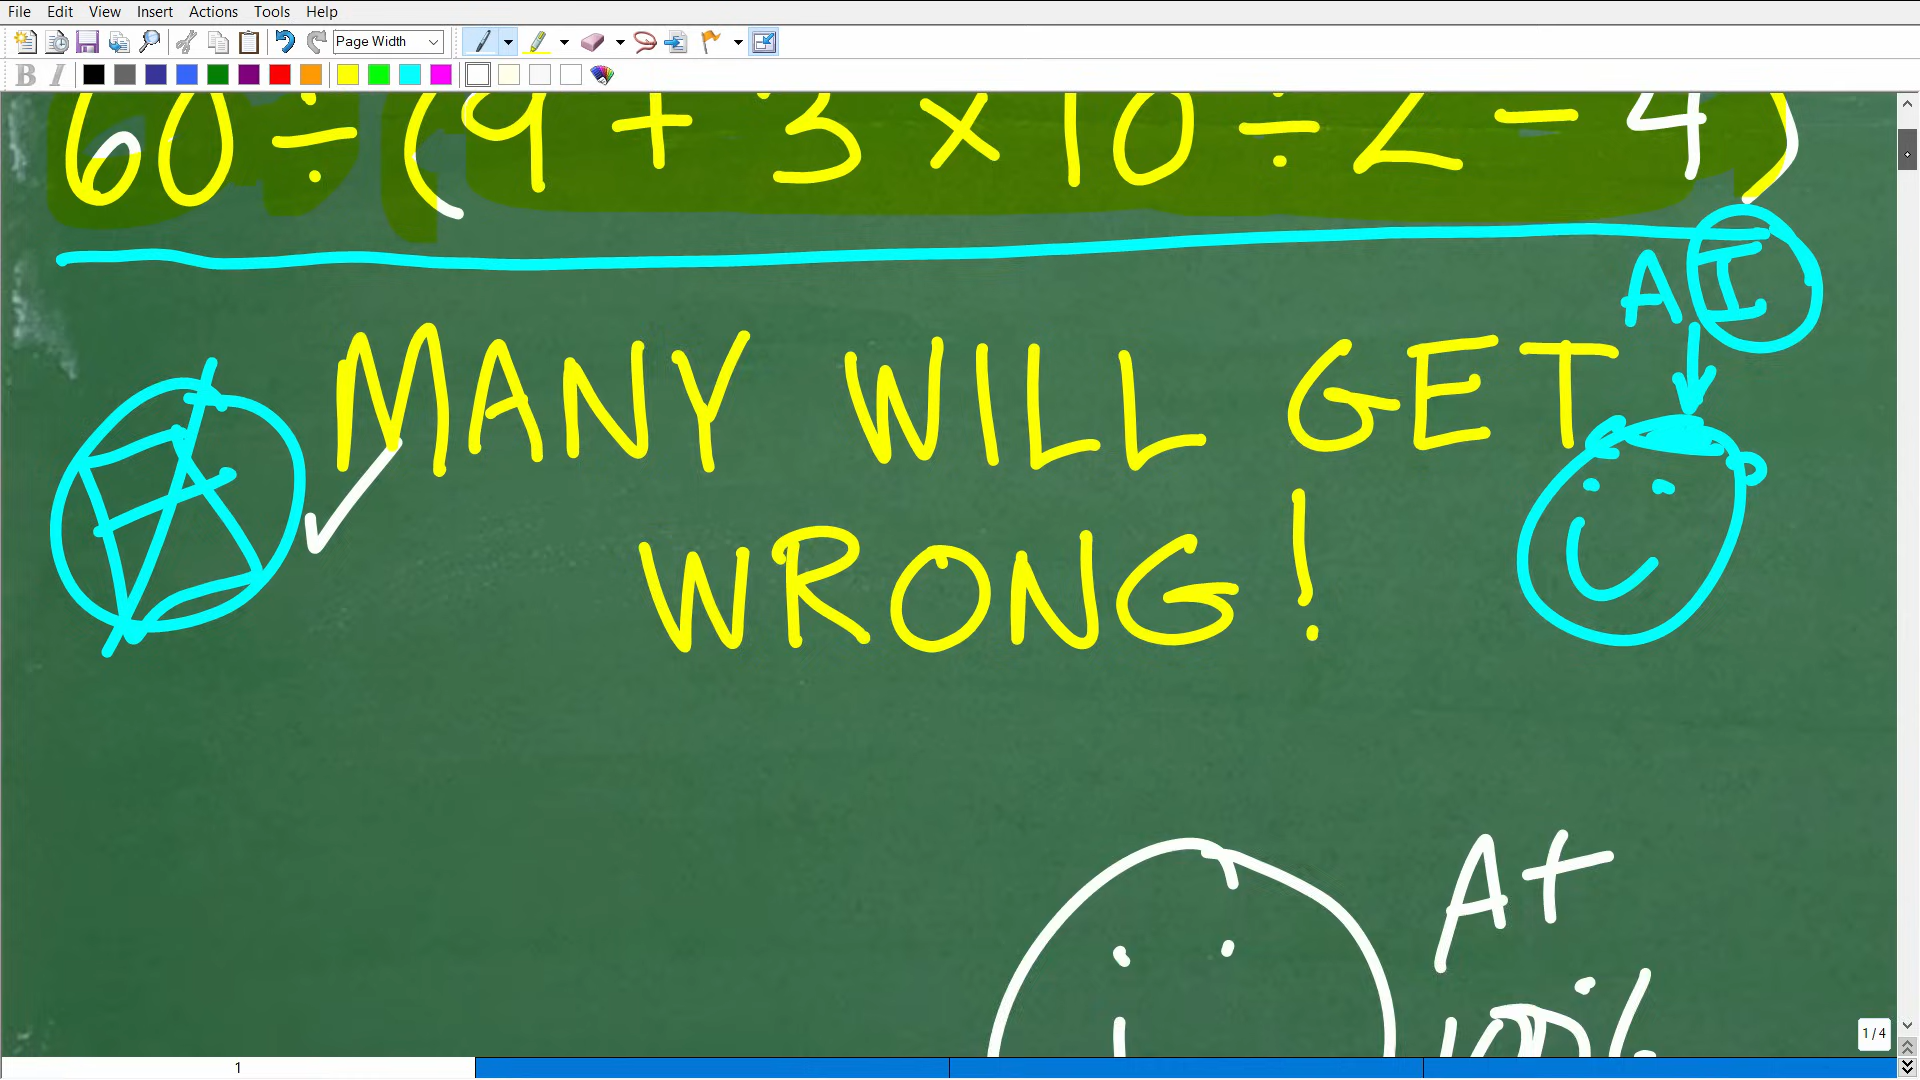 File Edit View Insert Actions Tools Help
Page Width
B I
60 ÷ (9 + 3 × 10 ÷ 2 − 4)
AI
MANY WILL GET
WRONG!
A+
100%
1 / 4
1